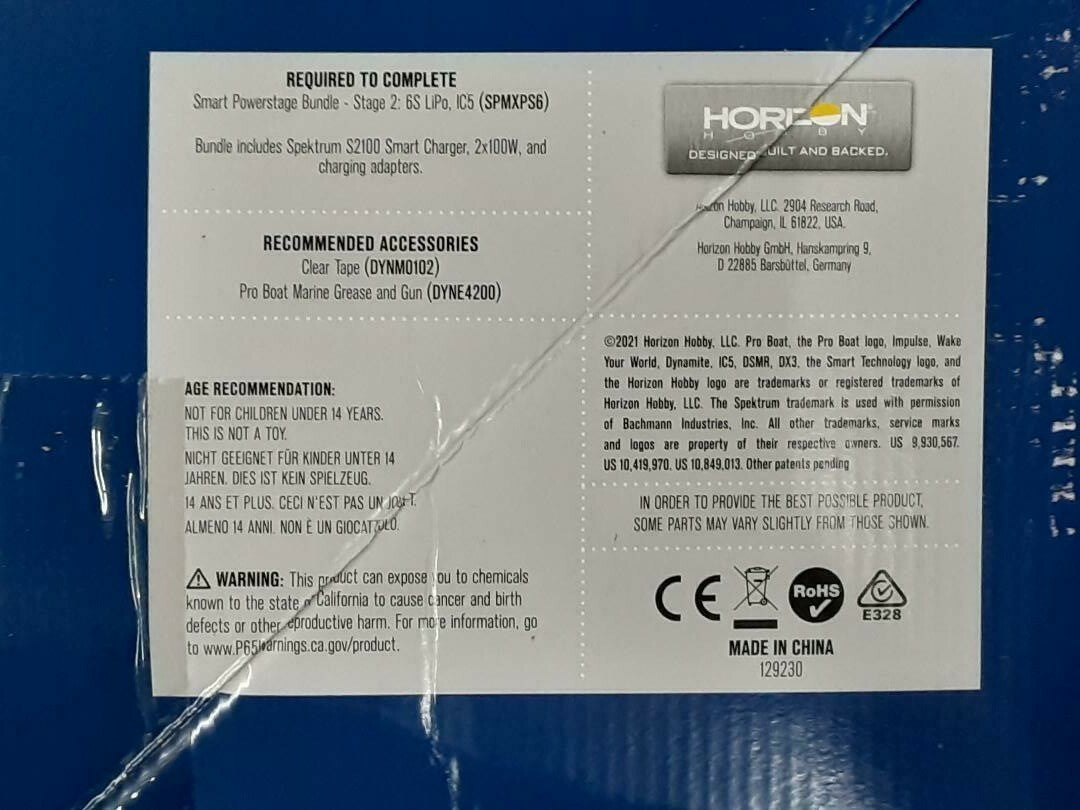 REQUIRED TO COMPLETE
Smart Powerstage Bundle - Stage 2: 6S LiPo, IC5 (SPMXPS6)
Bundle includes Spektrum S2100 Smart Charger, 2x100W, and
charging adapters.
RECOMMENDED ACCESSORIES
Clear Tape (DYNM0102)
Pro Boat Marine Grease and Gun (DYNE4200)
AGE RECOMMENDATION:
NOT FOR CHILDREN UNDER 14 YEARS.
THIS IS NOT A TOY.
NICHT GEEIGNET FÜR KINDER UNTER 14
JAHREN. DIES IST KEIN SPIELZEUG.
14 ANS ET PLUS. CECI N'EST PAS UN JOUET.
ALMENO 14 ANNI. NON È UN GIOCATTOLO.
WARNING: This product can expose you to chemicals
known to the state of California to cause cancer and birth
defects or other reproductive harm. For more information, go
to www.P65Warnings.ca.gov/product.
HORIZON
HOBBY
DESIGNED, BUILT AND BACKED.
Horizon Hobby, LLC. 2904 Research Road,
Champaign, IL 61822, USA.
Horizon Hobby GmbH, Hanskampring 9,
D 22885 Barsbüttel, Germany
©2021 Horizon Hobby, LLC. Pro Boat, the Pro Boat logo, Impulse, Wake
Your World, Dynamite, IC5, DSMR, DX3, the Smart Technology logo, and
the Horizon Hobby logo are trademarks or registered trademarks of
Horizon Hobby, LLC. The Spektrum trademark is used with permission
of Bachmann Industries, Inc. All other trademarks, service marks
and logos are property of their respective owners. US 9,930,567.
US 10,419,970. US 10,849,013. Other patents pending
IN ORDER TO PROVIDE THE BEST POSSIBLE PRODUCT,
SOME PARTS MAY VARY SLIGHTLY FROM THOSE SHOWN.
CE
RoHS
E328
MADE IN CHINA
129230